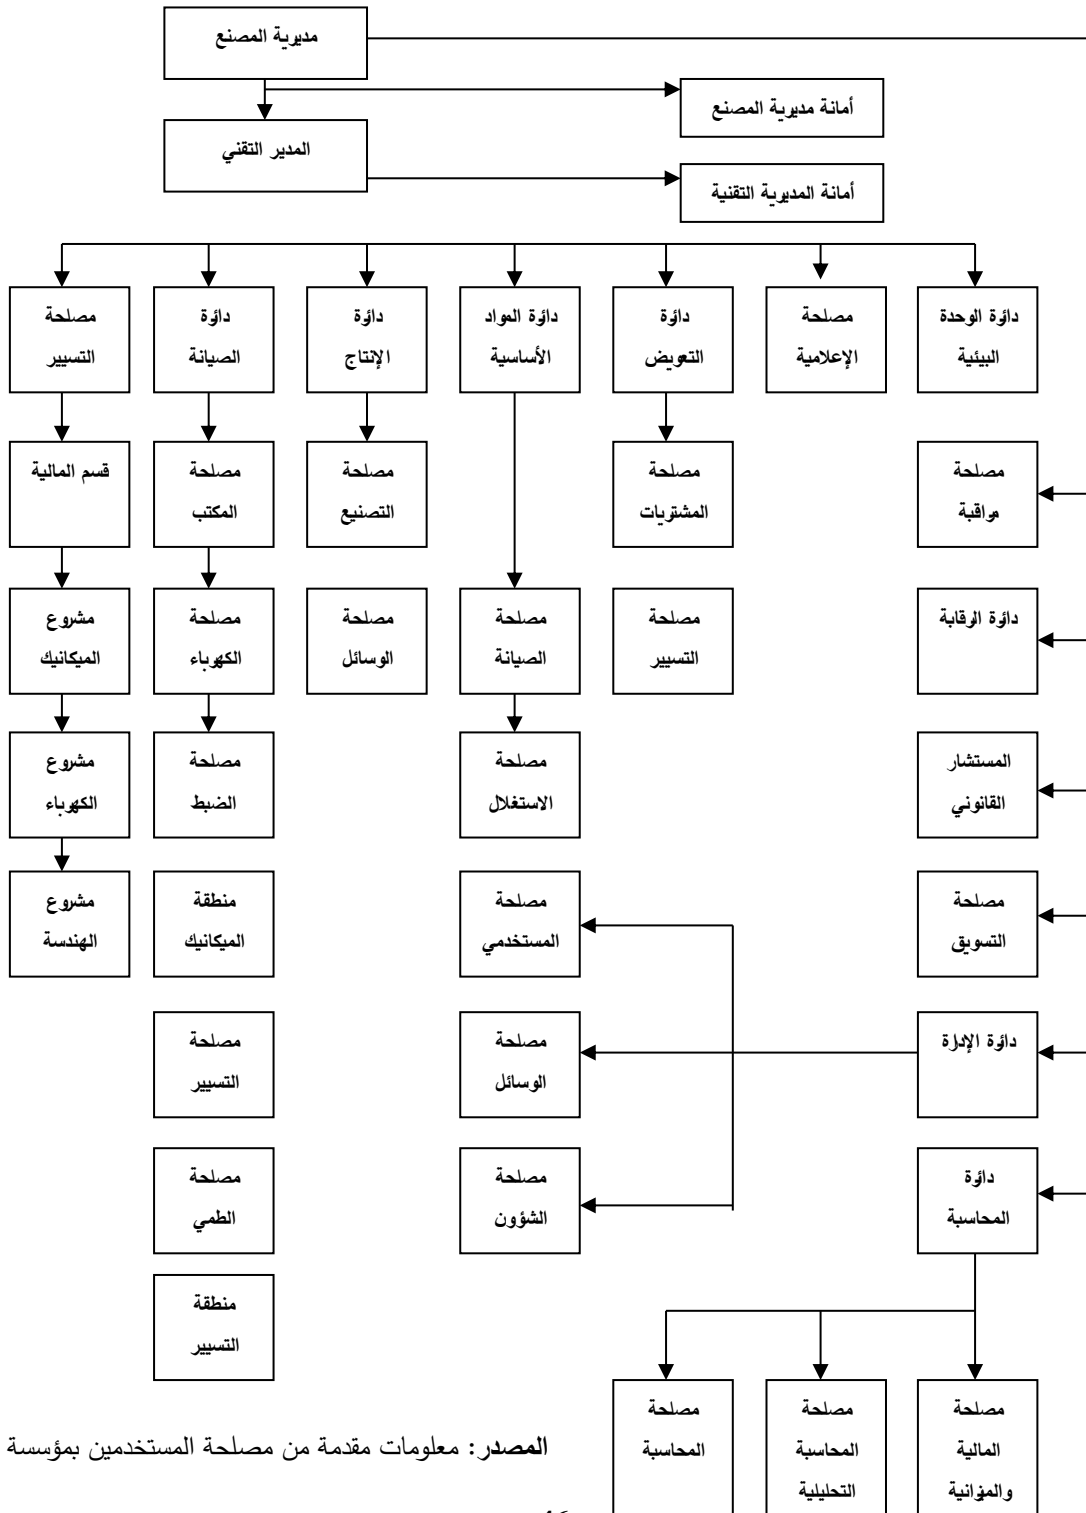 مديرية المصنع
أمانة مديرية المصنع
المدير التقني
أمانة المديرية التقنية
دائرة الوحدة
البيئية
مصلحة
الإعلامية
دائرة
التعويض
دائرة المواد
الأساسية
دائرة
الإنتاج
دائرة
الصيانة
مصلحة
التسيير
مصلحة
مراقبة
مصلحة
المشتريات
مصلحة
التصنيع
مصلحة
المكتب
قسم المالية
دائرة الرقابة
مصلحة
التسيير
مصلحة
الصيانة
مصلحة
الوسائل
مصلحة
الكهرباء
مشروع
الميكانيك
المستشار
القانوني
مصلحة
الاستغلال
مصلحة
الضبط
مشروع
الكهرباء
مصلحة
التسويق
مصلحة
المستخدمي
منطقة
الميكانيك
مشروع
الهندسة
دائرة الإدارة
مصلحة
الوسائل
مصلحة
التسيير
دائرة
المحاسبة
مصلحة
الشؤون
مصلحة
الطمي
منطقة
التسيير
مصلحة
المالية
والميزانية
مصلحة
المحاسبة
التحليلية
مصلحة
المحاسبة
المصدر: معلومات مقدمة من مصلحة المستخدمين بمؤسسة